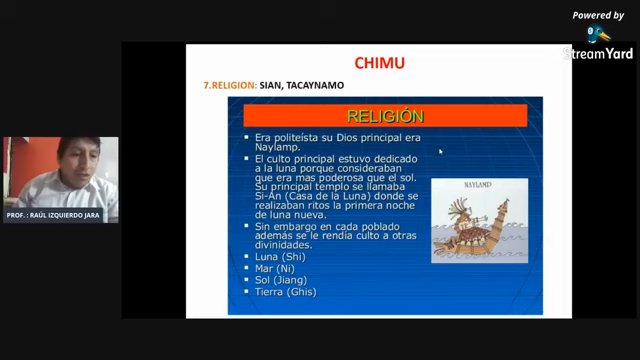 Powered by
StreamYard
CHIMU
7.RELIGION: SIAN, TACAYNAMO
RELIGIÓN
Era politeísta su Dios principal era
Naylamp.
El culto principal estuvo dedicado
a la luna porque consideraban
que era mas poderosa que el sol.
Su principal templo se llamaba
Si-An (Casa de la Luna) donde se
realizaban ritos la primera noche
de luna nueva.
Sin embargo en cada poblado
además se le rendía culto a otras
divinidades.
Luna (Shi)
Mar (Ni)
Sol (Jiang)
Tierra (Ghis)
NAYLAMP
PROF. : RAÚL IZQUIERDO JARA